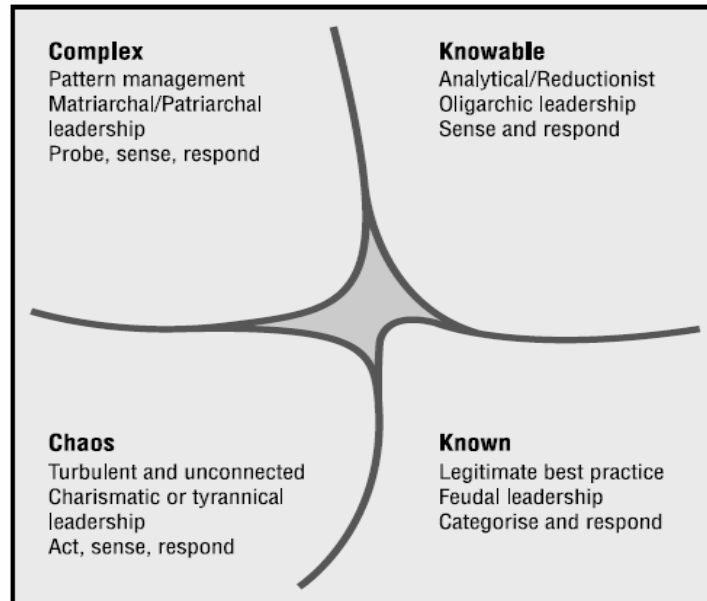 Complex
Pattern management
Matriarchal/Patriarchal
leadership
Probe, sense, respond
Knowable
Analytical/Reductionist
Oligarchic leadership
Sense and respond
Chaos
Turbulent and unconnected
Charismatic or tyrannical
leadership
Act, sense, respond
Known
Legitimate best practice
Feudal leadership
Categorise and respond